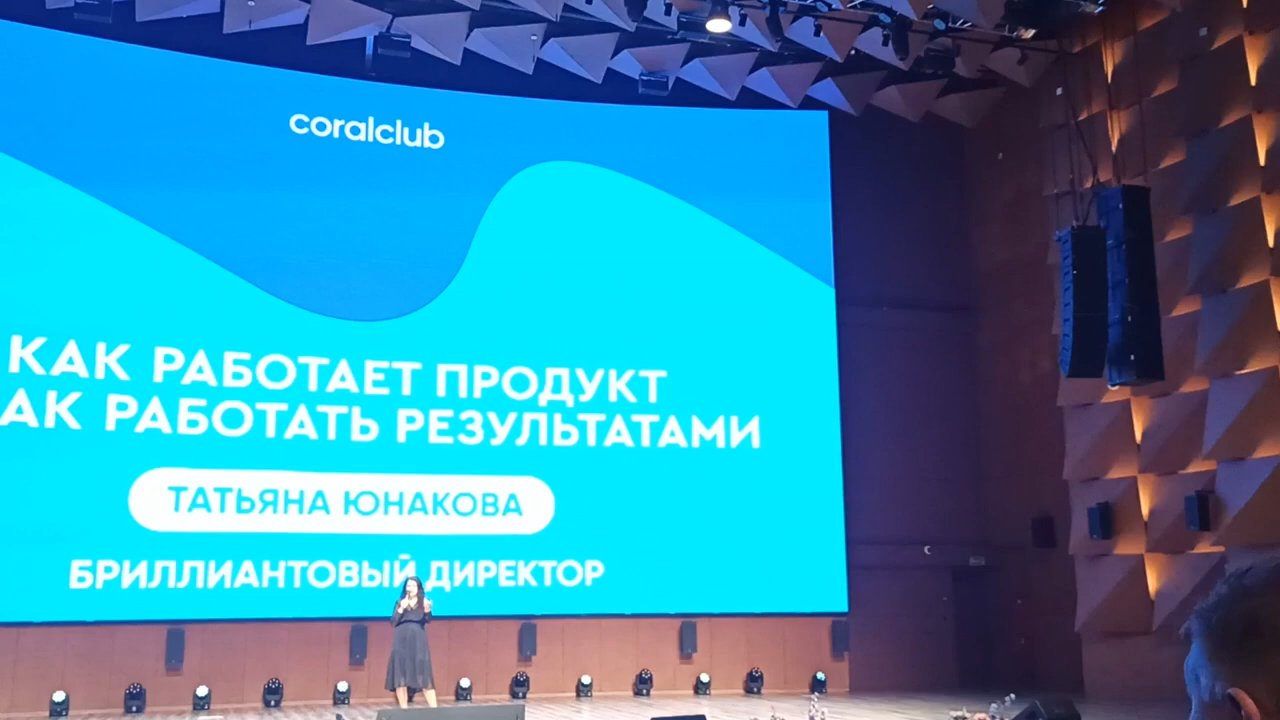 coralclub
КАК РАБОТАЕТ ПРОДУКТ
АК РАБОТАТЬ РЕЗУЛЬТАТАМИ
ТАТЬЯНА ЮНАКОВА
БРИЛЛИАНТОВЫЙ ДИРЕКТОР